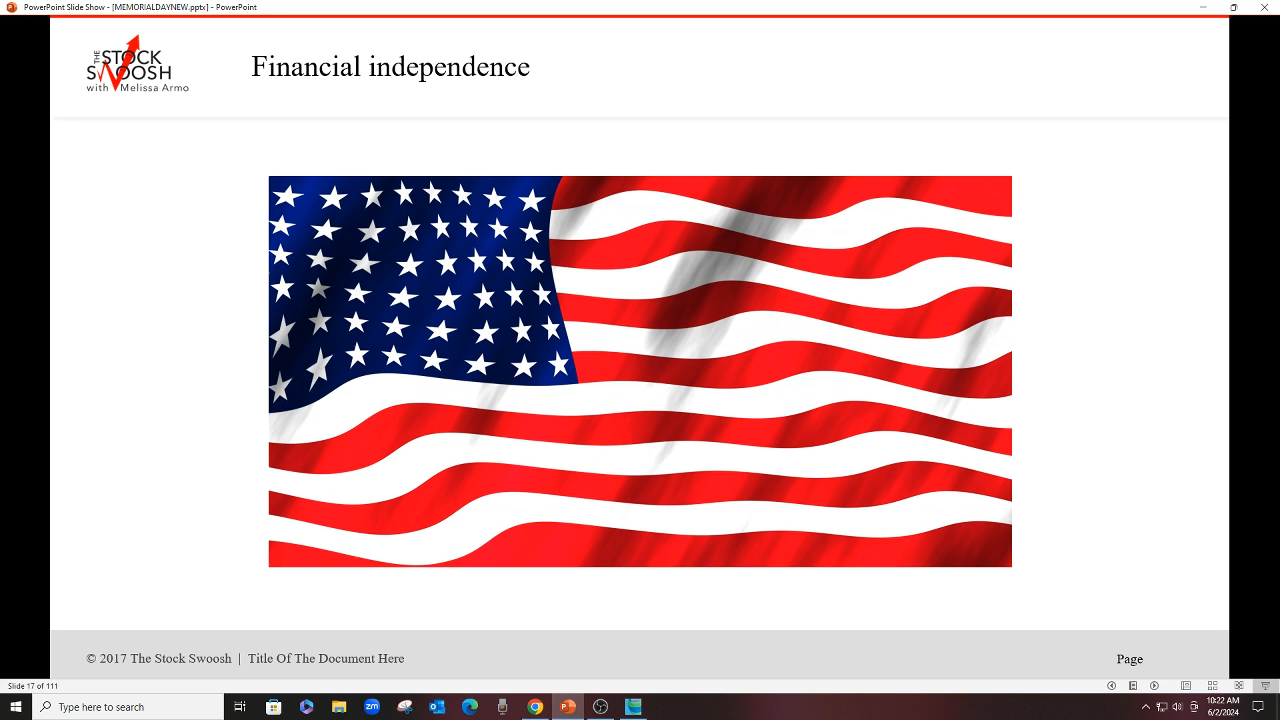 PowerPoint Slide Show - [MEMORIALDAYNEW.pptx] - PowerPoint
THE
STOCK
SWOOSH
with Melissa Armo
Financial independence
© 2017 The Stock Swoosh | Title Of The Document Here
Page
Slide 17 of 111
Type here to search
zm
10:22 AM
6/2/2024